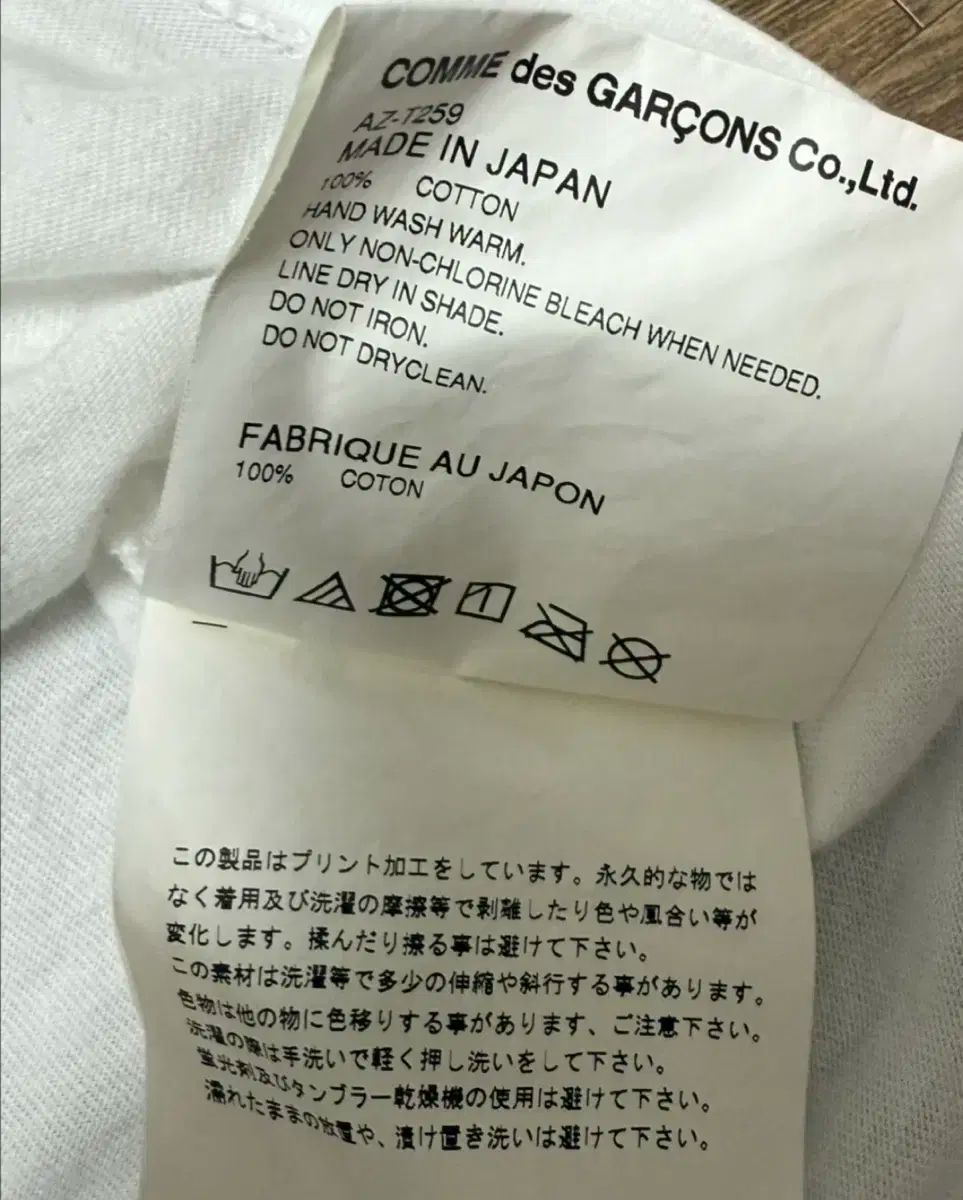 COMME des GARÇONS Co.,Ltd.
AZ-T259
MADE IN JAPAN
100% COTTON
HAND WASH WARM.
ONLY NON-CHLORINE BLEACH WHEN NEEDED.
LINE DRY IN SHADE.
DO NOT IRON.
DO NOT DRYCLEAN.
FABRIQUE AU JAPON
100% COTON
この製品はプリント加工をしています。永久的な物では
なく着用及び洗濯の摩擦等で剥離したり色や風合い等が
変化します。揉んだり擦る事は避けて下さい。
この素材は洗濯等で多少の伸縮や斜行する事があります。
色物は他の物に色移りする事があります、ご注意下さい。
洗濯の際は手洗いで軽く押し洗いをして下さい。
蛍光剤及びタンブラー乾燥機の使用は避けて下さい。
濡れたままの放置や、漬け置き洗いは避けて下さい。